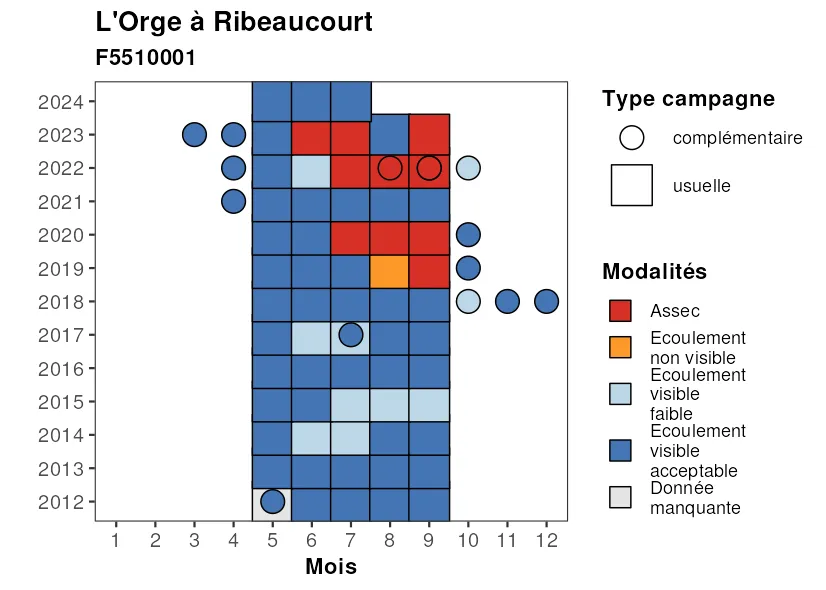 L'Orge à Ribeaucourt
F5510001
2024
2023
2022
2021
2020
2019
2018
2017
2016
2015
2014
2013
2012
1 2 3 4 5 6 7 8 9 10 11 12
Mois
Type campagne
complémentaire
usuelle
Modalités
Assec
Ecoulement
non visible
Ecoulement
visible
faible
Ecoulement
visible
acceptable
Donnée
manquante